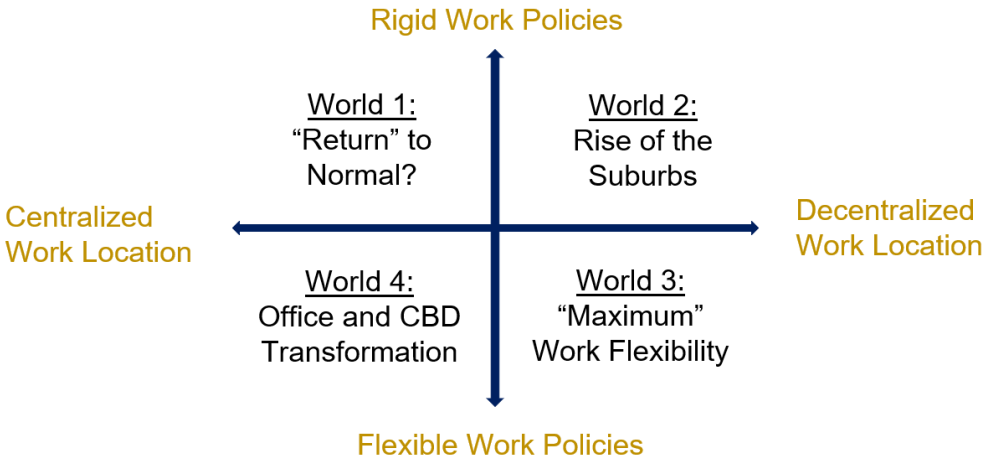 Rigid Work Policies
World 1:
“Return” to
Normal?
World 2:
Rise of the
Suburbs
Centralized
Work Location
Decentralized
Work Location
World 4:
Office and CBD
Transformation
World 3:
“Maximum”
Work Flexibility
Flexible Work Policies